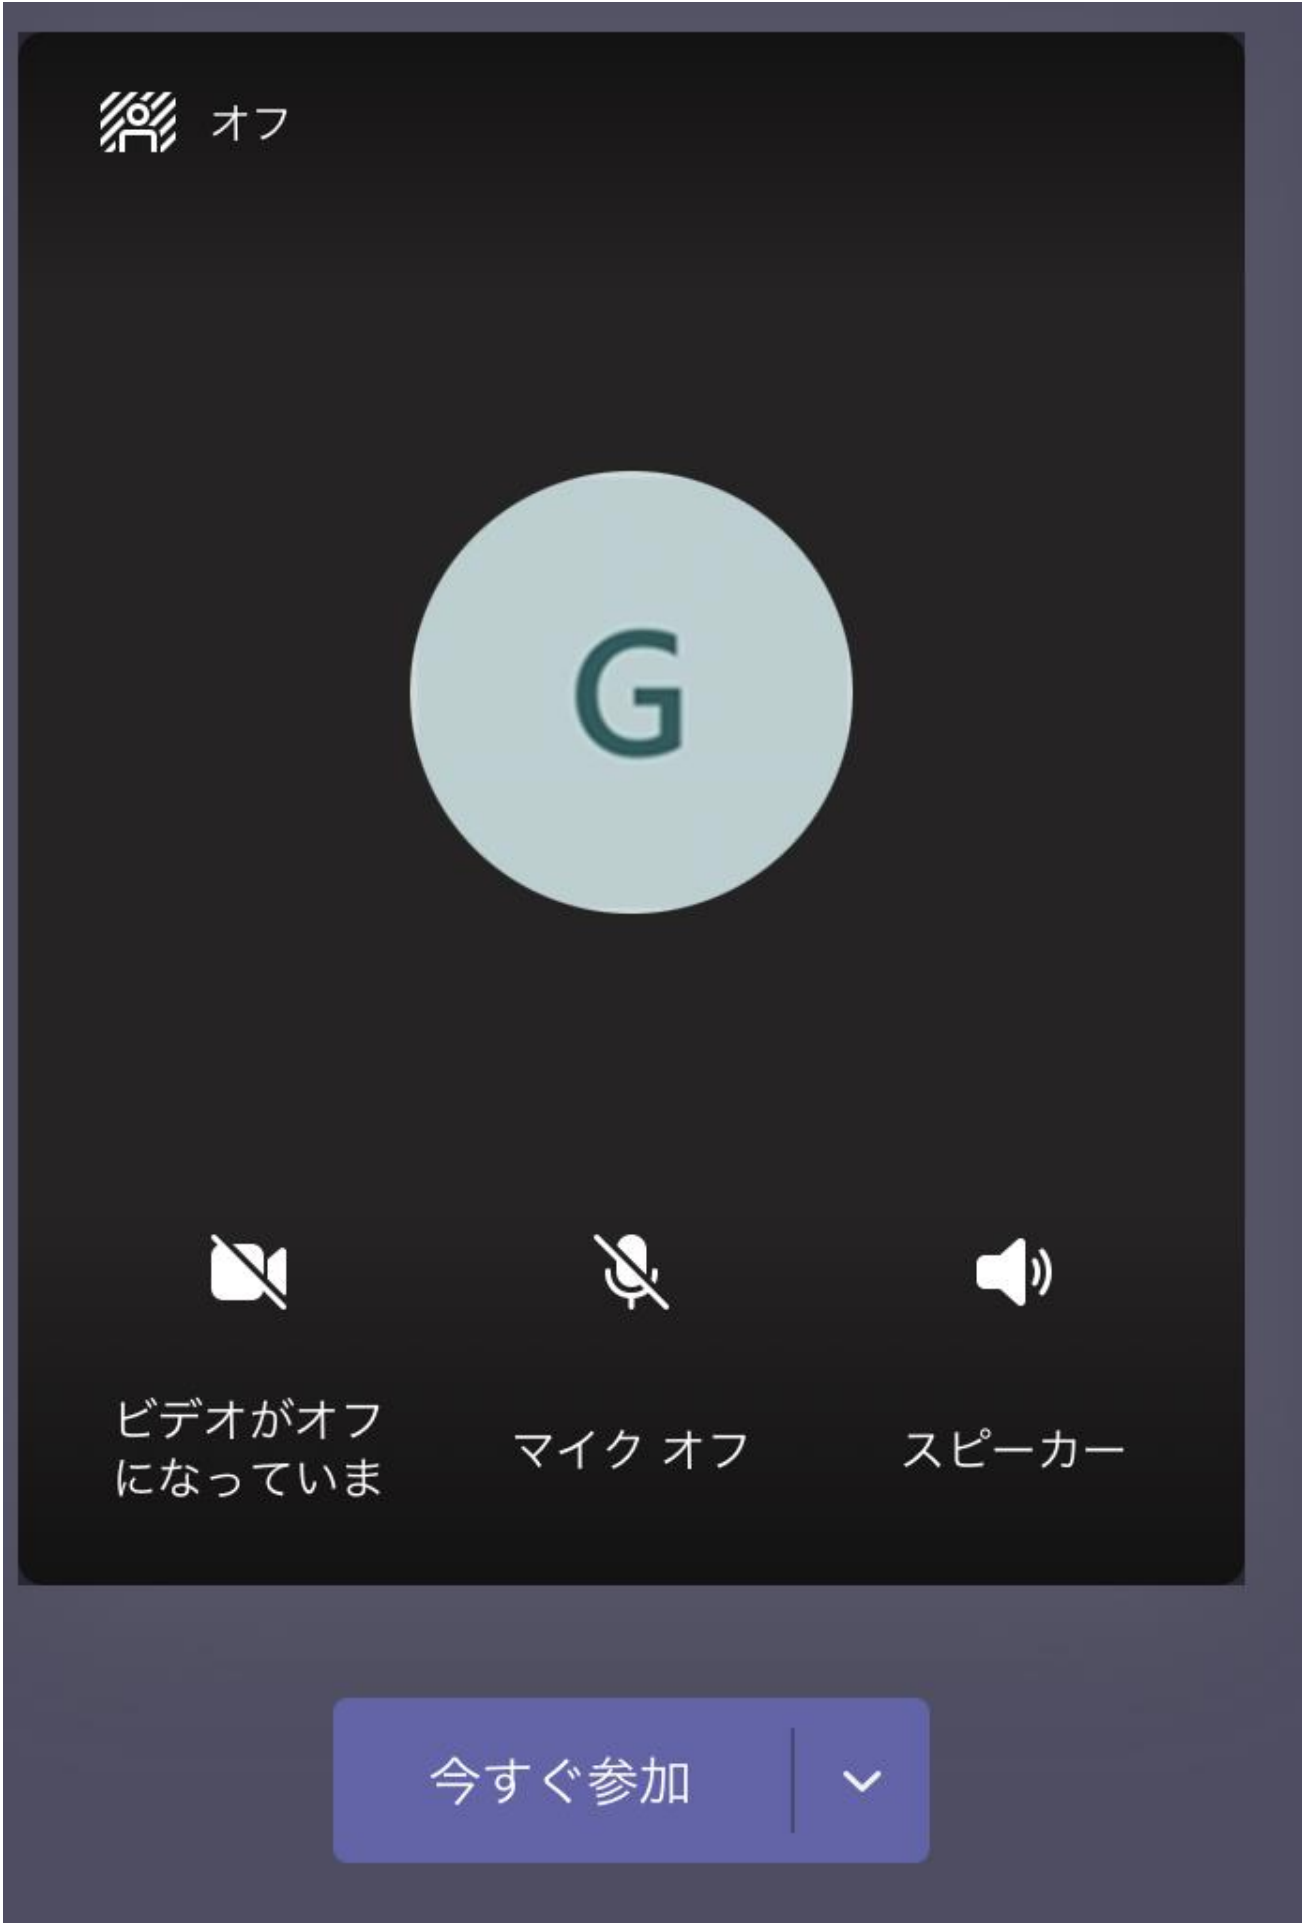 オフ
G
ビデオがオフ
になっていま
マイク オフ
スピーカー
今すぐ参加